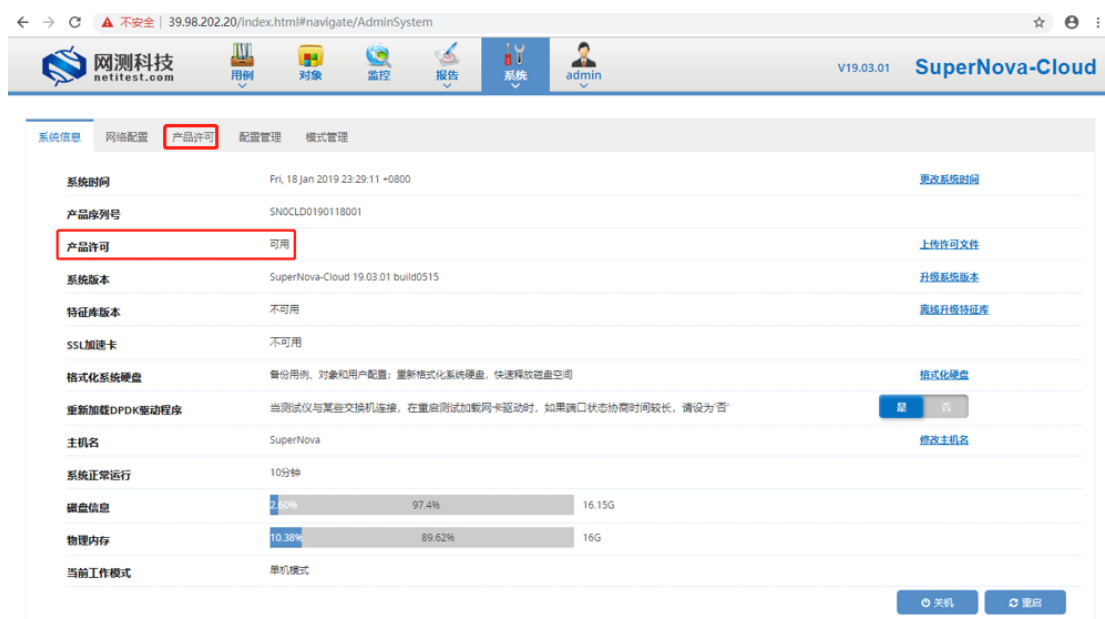 不安全 | 39.98.202.20/index.html#navigate/AdminSystem
网测科技
netitest.com
用例 对象 监控 报告 系统 admin
V19.03.01 SuperNova-Cloud
系统信息 网络配置 产品许可 配置管理 模式管理
系统时间 Fri, 18 Jan 2019 23:29:11 +0800 更改系统时间
产品序列号 SN0CLD0190118001
产品许可 可用 上传许可文件
系统版本 SuperNova-Cloud 19.03.01 build0515 升级系统版本
特征库版本 不可用 离线升级特征库
SSL加速卡 不可用
格式化系统硬盘 备份用例、对象和用户配置；重新格式化系统硬盘，快速释放磁盘空间 格式化硬盘
重新加载DPDK驱动程序 当测试仪与某些交换机连接，在重启测试加载网卡驱动时，如果端口状态协商时间较长，请设为'否' 是 否
主机名 SuperNova 修改主机名
系统正常运行 10分钟
磁盘信息 2.60% 97.4% 16.15G
物理内存 10.38% 89.62% 16G
当前工作模式 单机模式
关机 重启